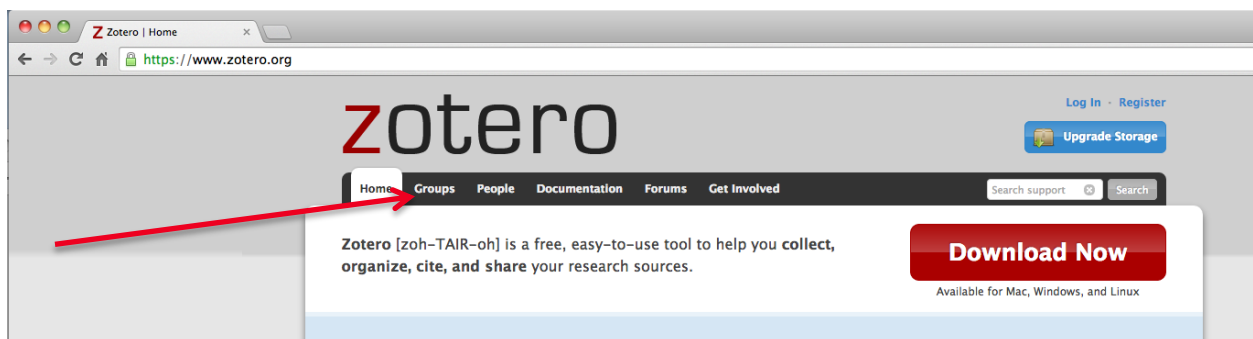 Z Zotero | Home
https://www.zotero.org
zotero
Log In - Register
Upgrade Storage
Home Groups People Documentation Forums Get Involved
Search support Search
Zotero [zoh-TAIR-oh] is a free, easy-to-use tool to help you collect,
organize, cite, and share your research sources.
Download Now
Available for Mac, Windows, and Linux